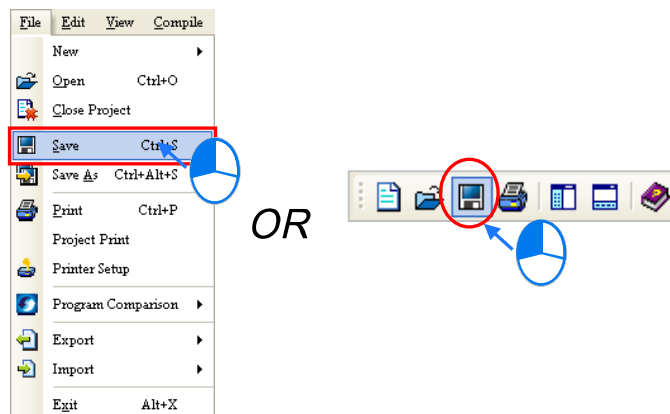 File Edit View Compile
New
Open Ctrl+O
Close Project
Save Ctrl+S
Save As Ctrl+Alt+S
Print Ctrl+P
Project Print
Printer Setup
Program Comparison
Export
Import
Exit Alt+X
OR